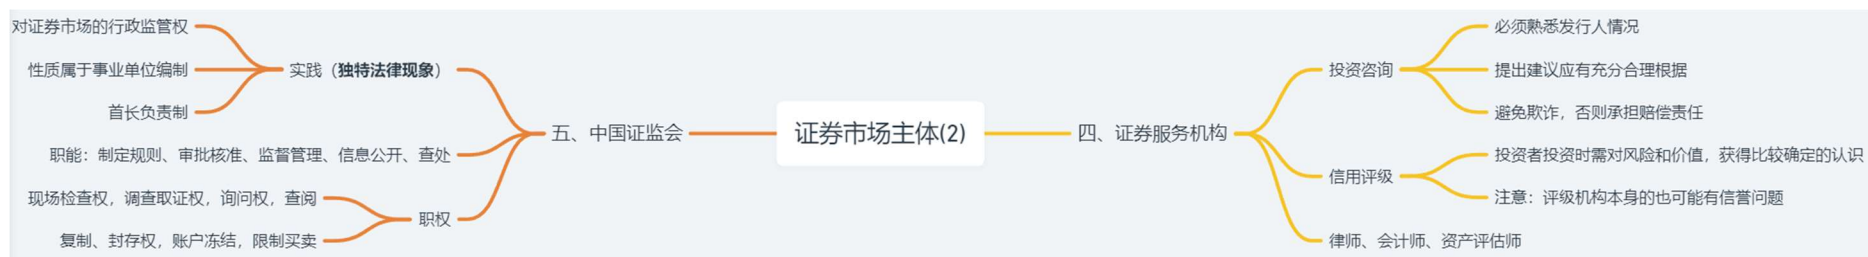 证券市场主体(2)
四、证券服务机构
投资咨询
必须熟悉发行人情况
提出建议应有充分合理根据
避免欺诈，否则承担赔偿责任
信用评级
投资者投资时需对风险和价值，获得比较确定的认识
注意：评级机构本身的也可能有信誉问题
律师、会计师、资产评估师
五、中国证监会
实践（独特法律现象）
对证券市场的行政监管权
性质属于事业单位编制
首长负责制
职能：制定规则、审批核准、监督管理、信息公开、查处
职权
现场检查权，调查取证权，询问权，查阅
复制、封存权，账户冻结，限制买卖